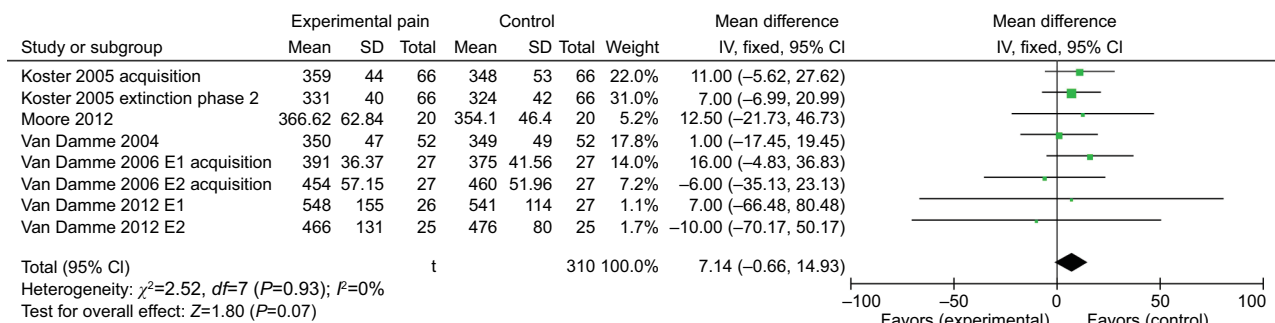 Experimental pain Control Mean difference Mean difference
Study or subgroup Mean SD Total Mean SD Total Weight IV, fixed, 95% CI IV, fixed, 95% CI
Koster 2005 acquisition 359 44 66 348 53 66 22.0% 11.00 (–5.62, 27.62)
Koster 2005 extinction phase 2 331 40 66 324 42 66 31.0% 7.00 (–6.99, 20.99)
Moore 2012 366.62 62.84 20 354.1 46.4 20 5.2% 12.50 (–21.73, 46.73)
Van Damme 2004 350 47 52 349 49 52 17.8% 1.00 (–17.45, 19.45)
Van Damme 2006 E1 acquisition 391 36.37 27 375 41.56 27 14.0% 16.00 (–4.83, 36.83)
Van Damme 2006 E2 acquisition 454 57.15 27 460 51.96 27 7.2% –6.00 (–35.13, 23.13)
Van Damme 2012 E1 548 155 26 541 114 27 1.1% 7.00 (–66.48, 80.48)
Van Damme 2012 E2 466 131 25 476 80 25 1.7% –10.00 (–70.17, 50.17)
Total (95% CI) t 310 100.0% 7.14 (–0.66, 14.93)
Heterogeneity: χ²=2.52, df=7 (P=0.93); I²=0%
Test for overall effect: Z=1.80 (P=0.07)
–100 –50 0 50 100
Favors (experimental) Favors (control)